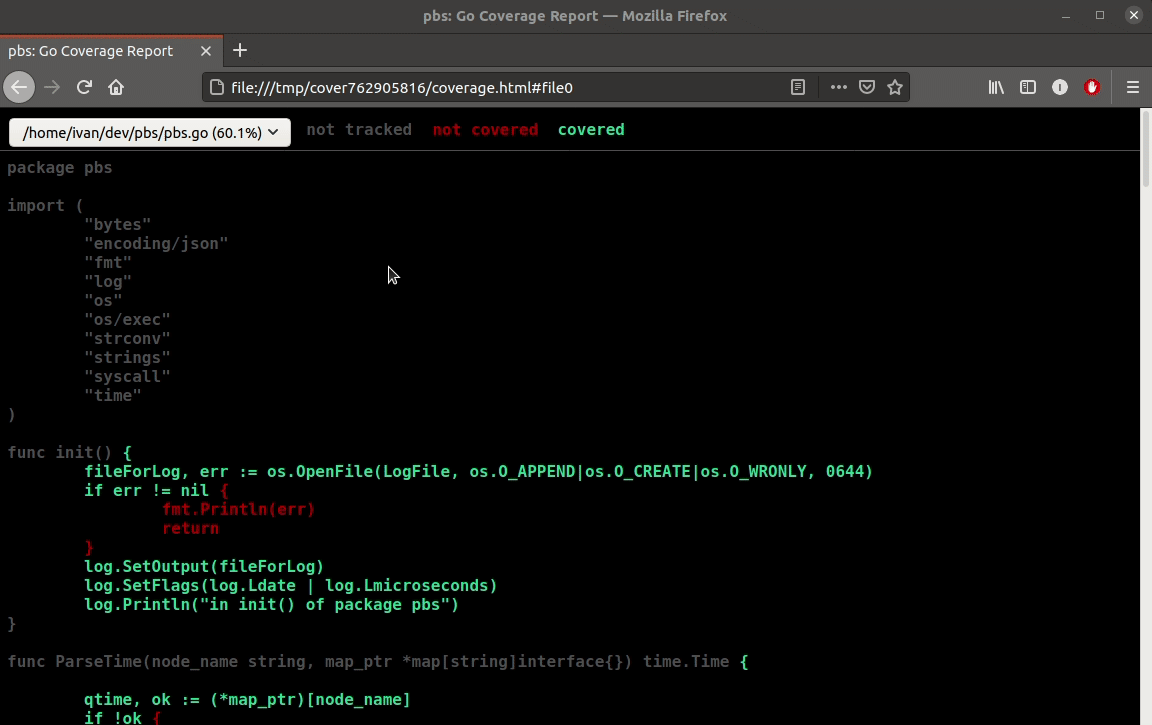 pbs: Go Coverage Report — Mozilla Firefox
pbs: Go Coverage Report
file:///tmp/cover762905816/coverage.html#file0
/home/ivan/dev/pbs/pbs.go (60.1%) not tracked not covered covered
package pbs
import (
"bytes"
"encoding/json"
"fmt"
"log"
"os"
"os/exec"
"strconv"
"strings"
"syscall"
"time"
)
func init() {
fileForLog, err := os.OpenFile(LogFile, os.O_APPEND|os.O_CREATE|os.O_WRONLY, 0644)
if err != nil {
fmt.Println(err)
return
}
log.SetOutput(fileForLog)
log.SetFlags(log.Ldate | log.Lmicroseconds)
log.Println("in init() of package pbs")
}
func ParseTime(node_name string, map_ptr *map[string]interface{}) time.Time {
qtime, ok := (*map_ptr)[node_name]
if !ok {